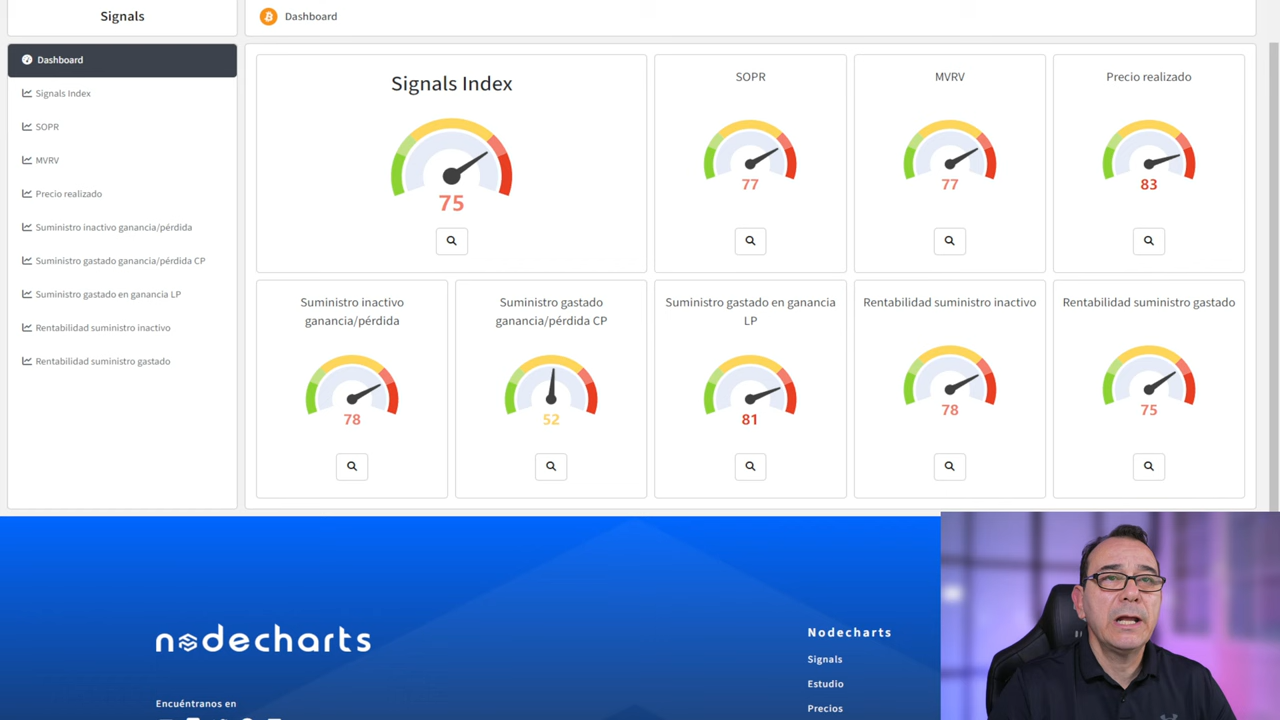 Signals
Dashboard
Dashboard
Signals Index
SOPR
MVRV
Precio realizado
Suministro inactivo ganancia/pérdida
Suministro gastado ganancia/pérdida CP
Suministro gastado en ganancia LP
Rentabilidad suministro inactivo
Rentabilidad suministro gastado
Signals Index
75
SOPR
77
MVRV
77
Precio realizado
83
Suministro inactivo
ganancia/pérdida
78
Suministro gastado
ganancia/pérdida CP
52
Suministro gastado en ganancia
LP
81
Rentabilidad suministro inactivo
78
Rentabilidad suministro gastado
75
nodecharts
Encuéntranos en
Nodecharts
Signals
Estudio
Precios